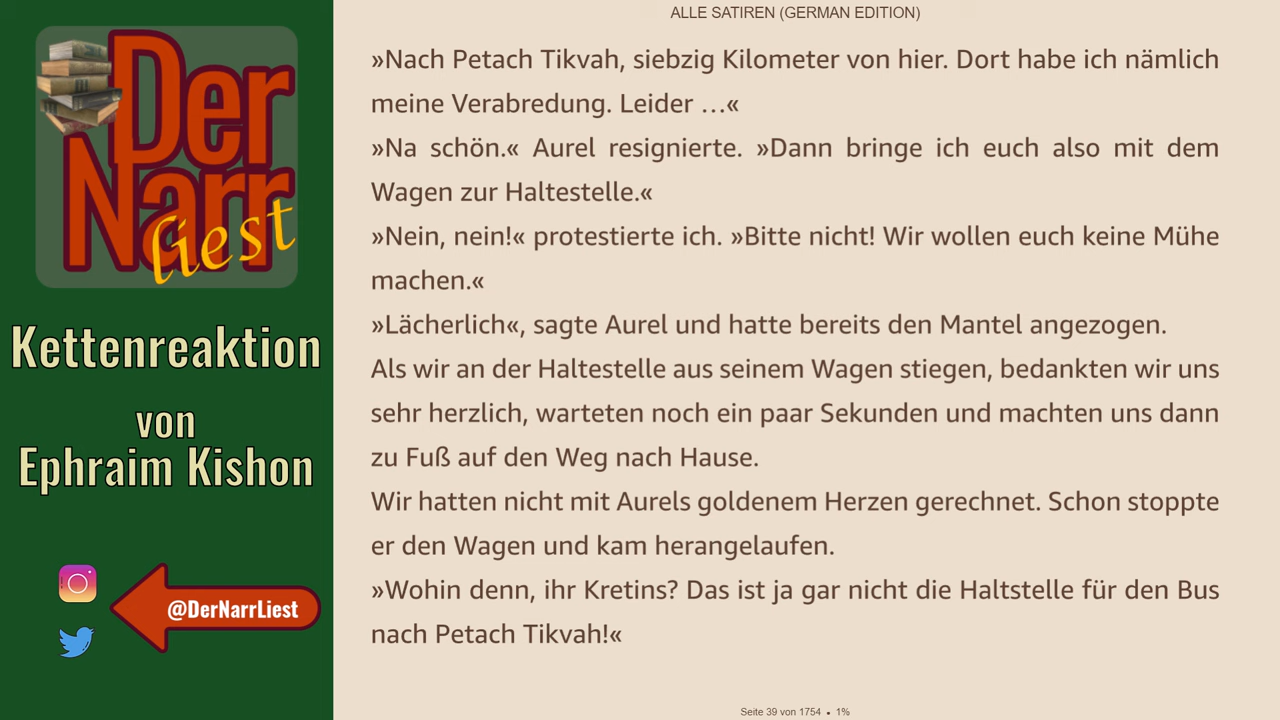 Der
Narr
liest
Kettenreaktion
von
Ephraim Kishon
@DerNarrLiest
ALLE SATIREN (GERMAN EDITION)
»Nach Petach Tikvah, siebzig Kilometer von hier. Dort habe ich nämlich
meine Verabredung. Leider …«
»Na schön.« Aurel resignierte. »Dann bringe ich euch also mit dem
Wagen zur Haltestelle.«
»Nein, nein!« protestierte ich. »Bitte nicht! Wir wollen euch keine Mühe
machen.«
»Lächerlich«, sagte Aurel und hatte bereits den Mantel angezogen.
Als wir an der Haltestelle aus seinem Wagen stiegen, bedankten wir uns
sehr herzlich, warteten noch ein paar Sekunden und machten uns dann
zu Fuß auf den Weg nach Hause.
Wir hatten nicht mit Aurels goldenem Herzen gerechnet. Schon stoppte
er den Wagen und kam herangelaufen.
»Wohin denn, ihr Kretins? Das ist ja gar nicht die Haltstelle für den Bus
nach Petach Tikvah!«
Seite 39 von 1754 • 1%